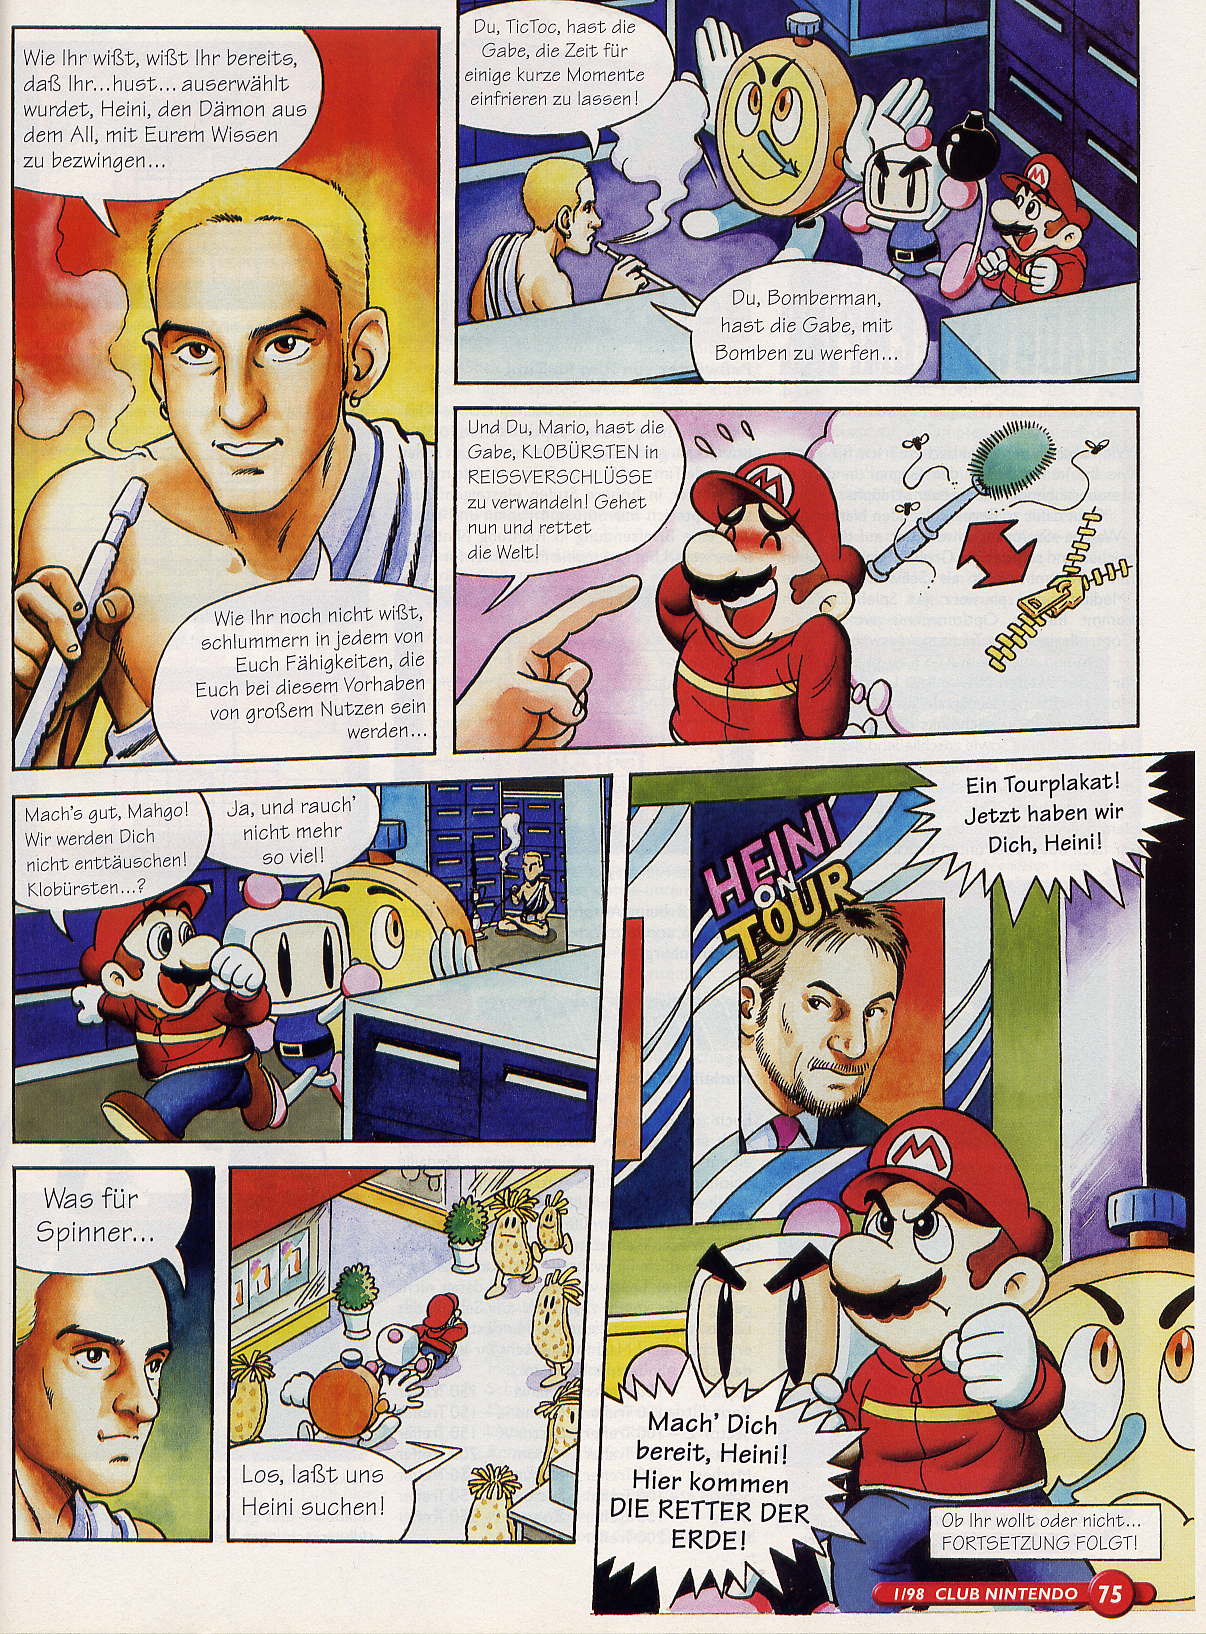 Wie Ihr wißt, wißt Ihr bereits,
daß Ihr...hust... auserwählt
wurdet, Heini, den Dämon aus
dem All, mit Eurem Wissen
zu bezwingen...
Wie Ihr noch nicht wißt,
schlummern in jedem von
Euch Fähigkeiten, die
Euch bei diesem Vorhaben
von großem Nutzen sein
werden...
Du, TicToc, hast die
Gabe, die Zeit für
einige kurze Momente
einfrieren zu lassen!
Du, Bomberman,
hast die Gabe, mit
Bomben zu werfen...
Und Du, Mario, hast die
Gabe, KLOBÜRSTEN in
REISSVERSCHLÜSSE
zu verwandeln! Gehet
nun und rettet
die Welt!
M
Mach's gut, Mahgo!
Wir werden Dich
nicht enttäuschen!
Klobürsten...?
Ja, und rauch'
nicht mehr
so viel!
Was für
Spinner...
Los, laßt uns
Heini suchen!
Ein Tourplakat!
Jetzt haben wir
Dich, Heini!
HEINI
ON
TOUR
M
Mach' Dich
bereit, Heini!
Hier kommen
DIE RETTER DER
ERDE!
Ob Ihr wollt oder nicht...
FORTSETZUNG FOLGT!
1/98 CLUB NINTENDO 75